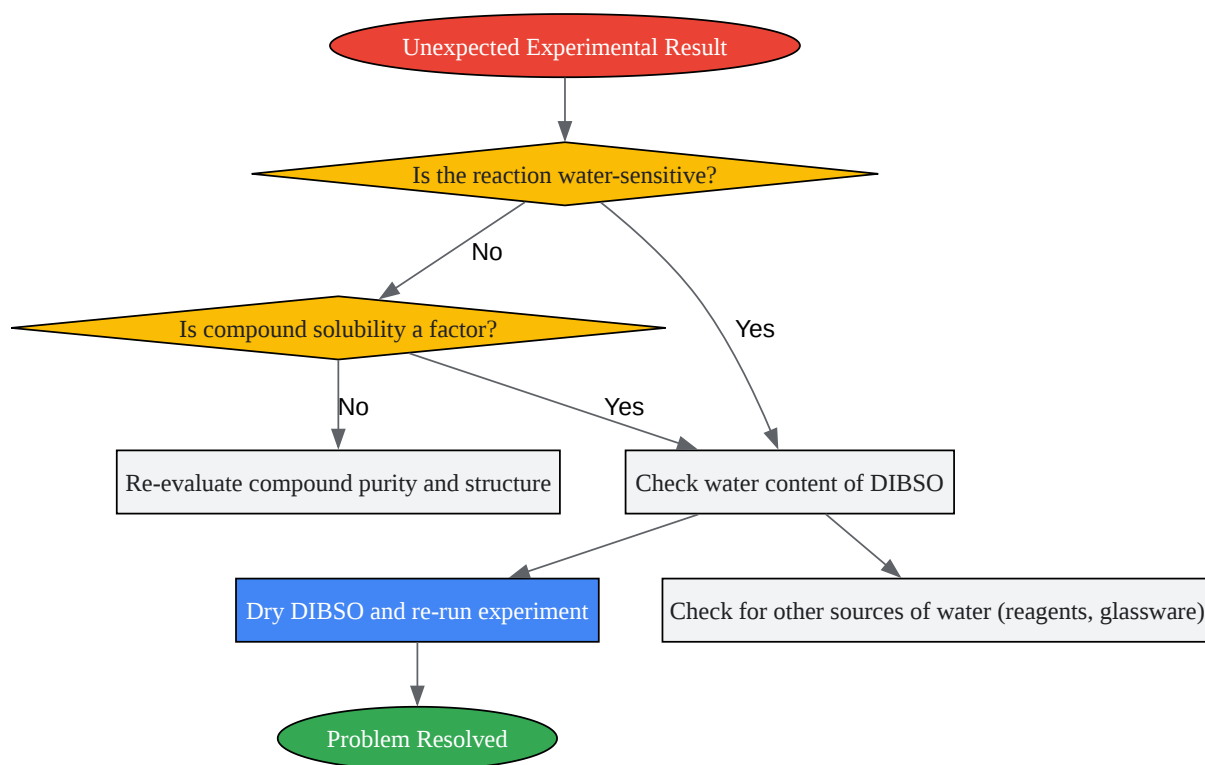 Unexpected Experimental Result
Is the reaction water-sensitive?
No
Is compound solubility a factor?
Yes
No
Yes
Re-evaluate compound purity and structure
Check water content of DIBSO
Dry DIBSO and re-run experiment
Check for other sources of water (reagents, glassware)
Problem Resolved